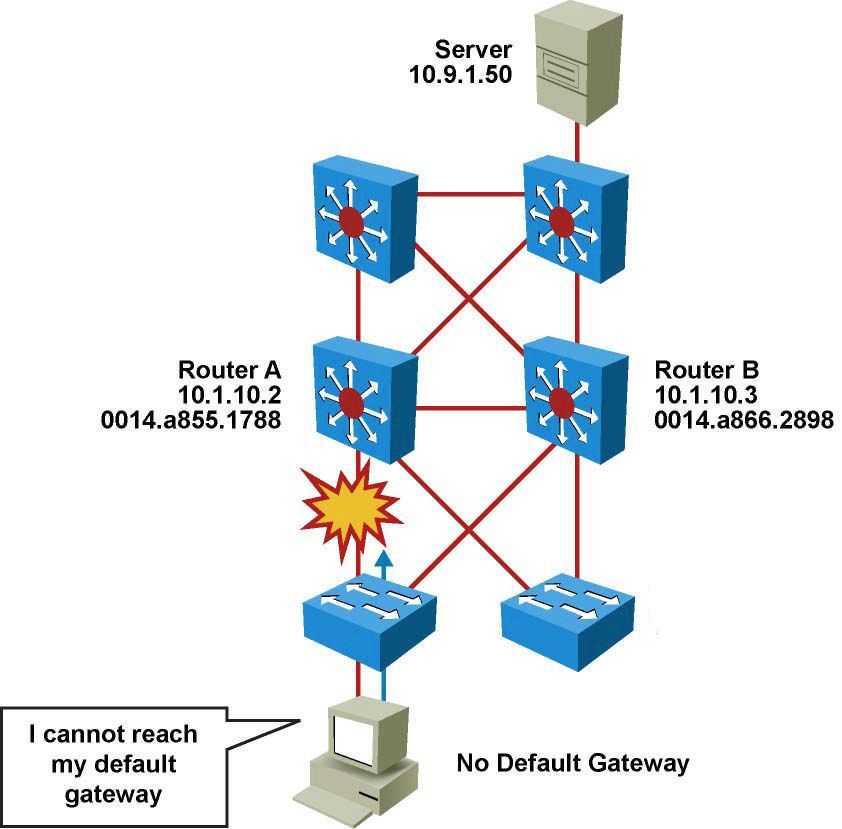 Server
10.9.1.50
Router A
10.1.10.2
0014.a855.1788
Router B
10.1.10.3
0014.a866.2898
I cannot reach
my default
gateway
No Default Gateway